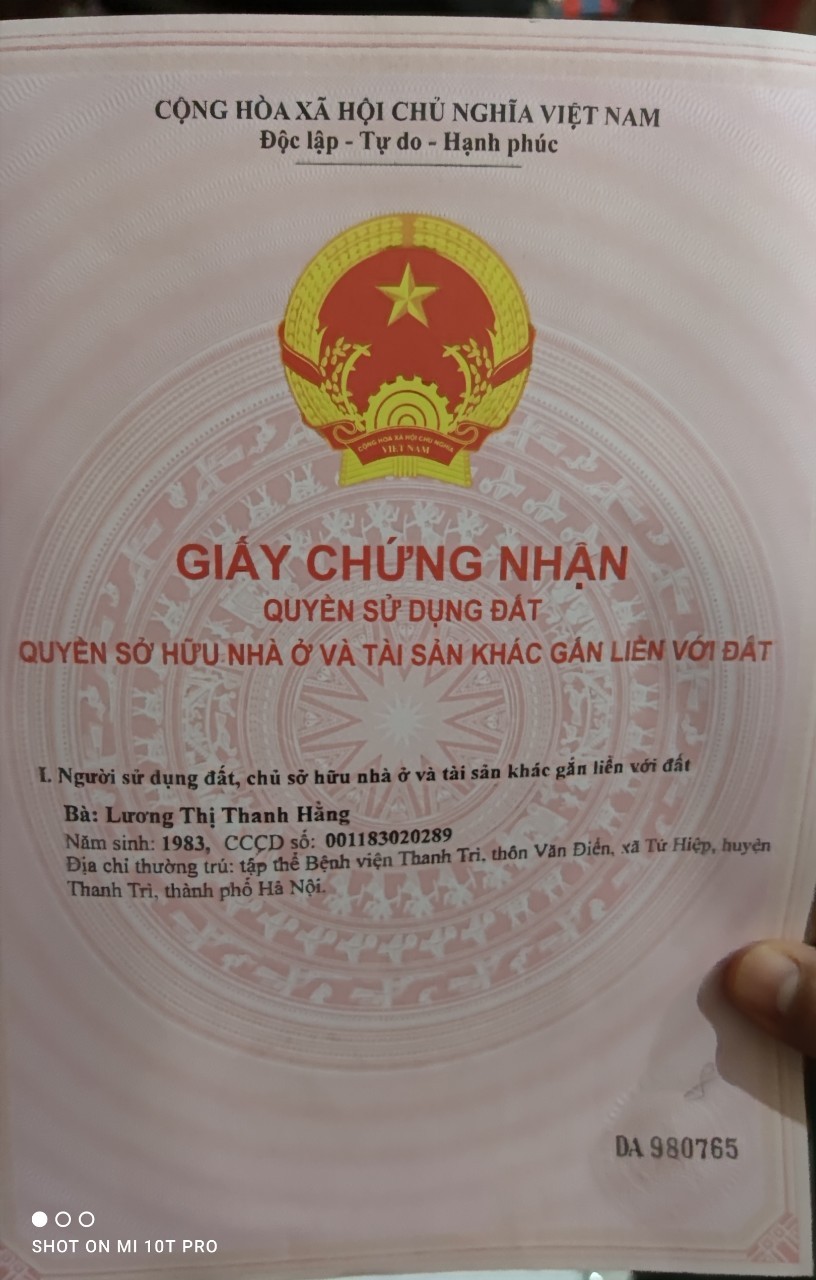 CỘNG HÒA XÃ HỘI CHỦ NGHĨA VIỆT NAM
Độc lập - Tự do - Hạnh phúc
CỘNG HÒA XÃ HỘI CHỦ NGHĨA
VIỆT NAM
GIẤY CHỨNG NHẬN
QUYỀN SỬ DỤNG ĐẤT
QUYỀN SỞ HỮU NHÀ Ở VÀ TÀI SẢN KHÁC GẮN LIỀN VỚI ĐẤT
I. Người sử dụng đất, chủ sở hữu nhà ở và tài sản khác gắn liền với đất
Bà: Lương Thị Thanh Hằng
Năm sinh: 1983, CCCD số: 001183020289
Địa chỉ thường trú: tập thể Bệnh viện Thanh Trì, thôn Văn Điển, xã Tứ Hiệp, huyện
Thanh Trì, thành phố Hà Nội.
DA 980765
SHOT ON MI 10T PRO